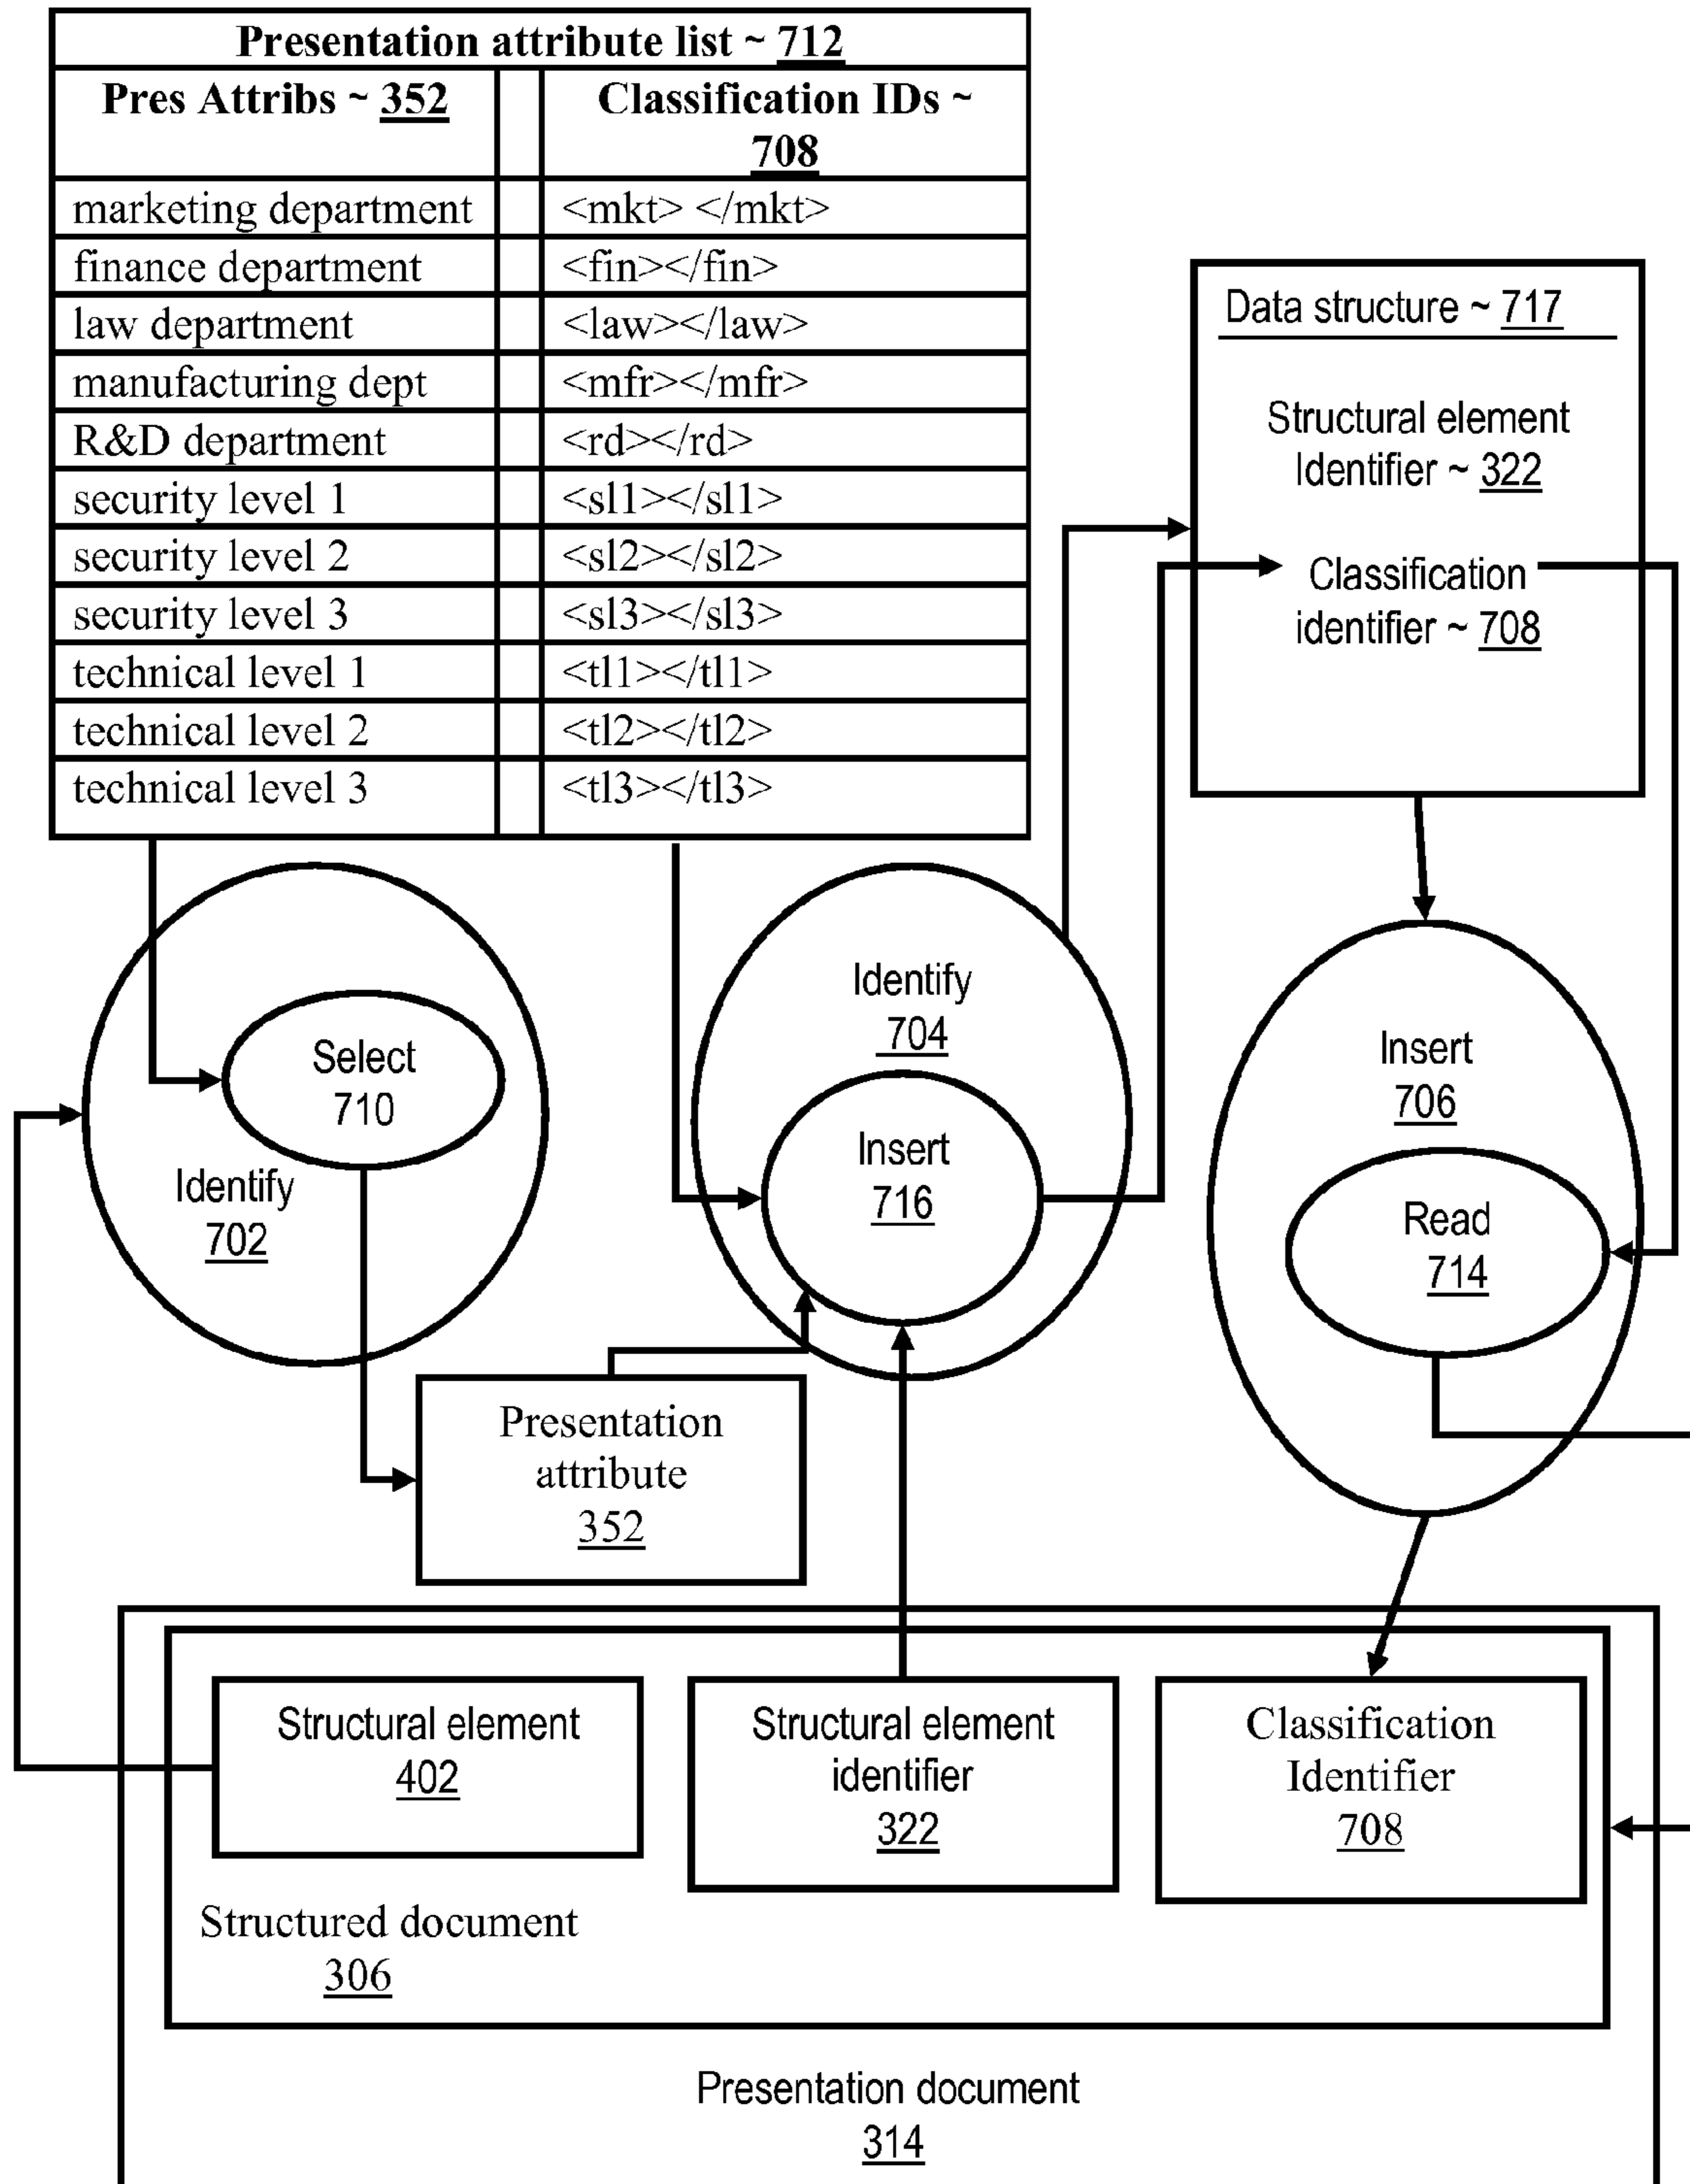 Presentation attribute list ~ 712
Pres Attribs ~ 352
Classification IDs ~
708
marketing department <mkt> </mkt>
finance department <fin></fin>
law department <law></law>
manufacturing dept <mfr></mfr>
R&D department <rd></rd>
security level 1 <sl1></sl1>
security level 2 <sl2></sl2>
security level 3 <sl3></sl3>
technical level 1 <tl1></tl1>
technical level 2 <tl2></tl2>
technical level 3 <tl3></tl3>
Data structure ~ 717
Structural element
Identifier ~ 322
Classification
identifier ~ 708
Select
710
Identify
702
Identify
704
Insert
716
Insert
706
Read
714
Presentation
attribute
352
Structural element
402
Structural element
identifier
322
Classification
Identifier
708
Structured document
306
Presentation document
314